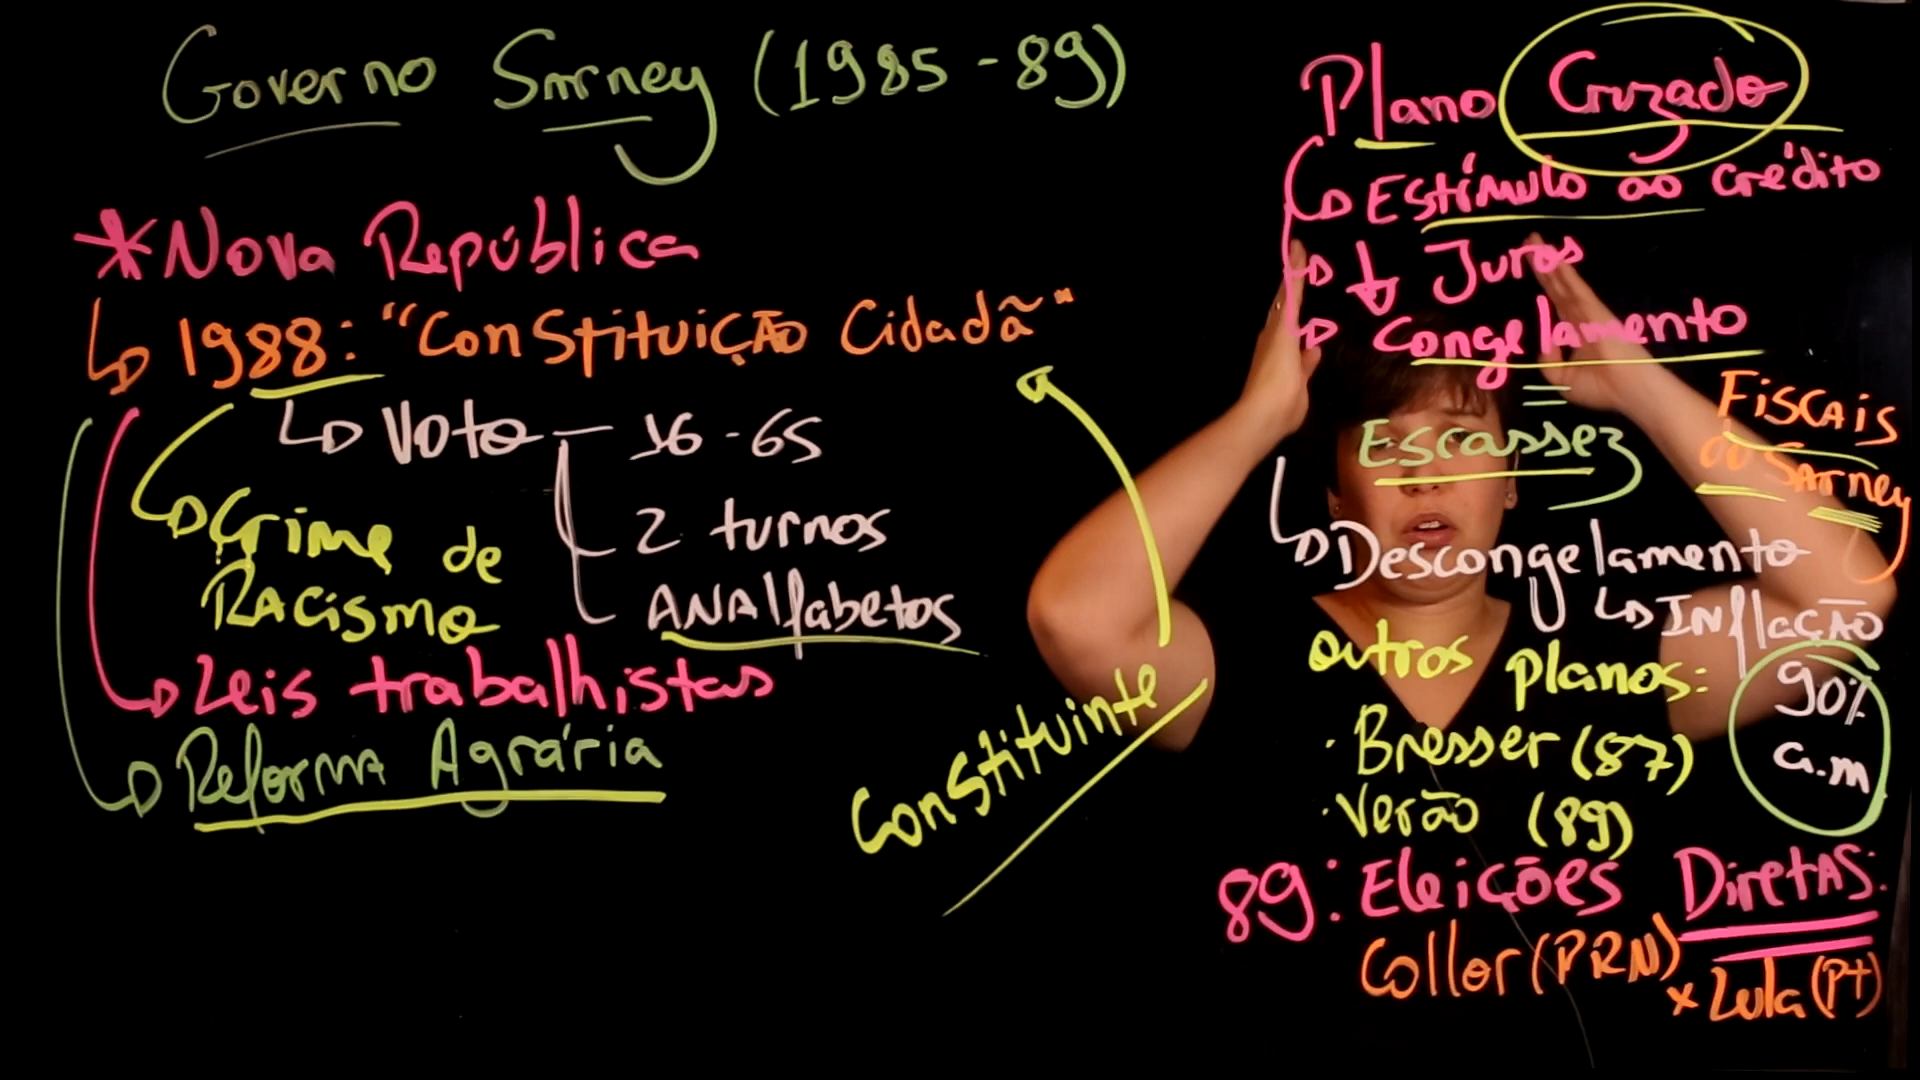 Governo Sarney (1985-89)
*Nova República
1988: "Constituição Cidadã"
Voto - 16-65
2 turnos
Analfabetos
Crime de
Racismo
Leis trabalhistas
Reforma Agrária
Constituinte
Plano Cruzado
Estímulo ao crédito
↓ Juros
Congelamento
=
Escassez
Fiscais
do Sarney
Descongelamento
Inflação
90%
a.m
outros planos:
· Bresser (87)
· Verão (89)
89: Eleições Diretas:
Collor (PRN)
x Lula (PT)